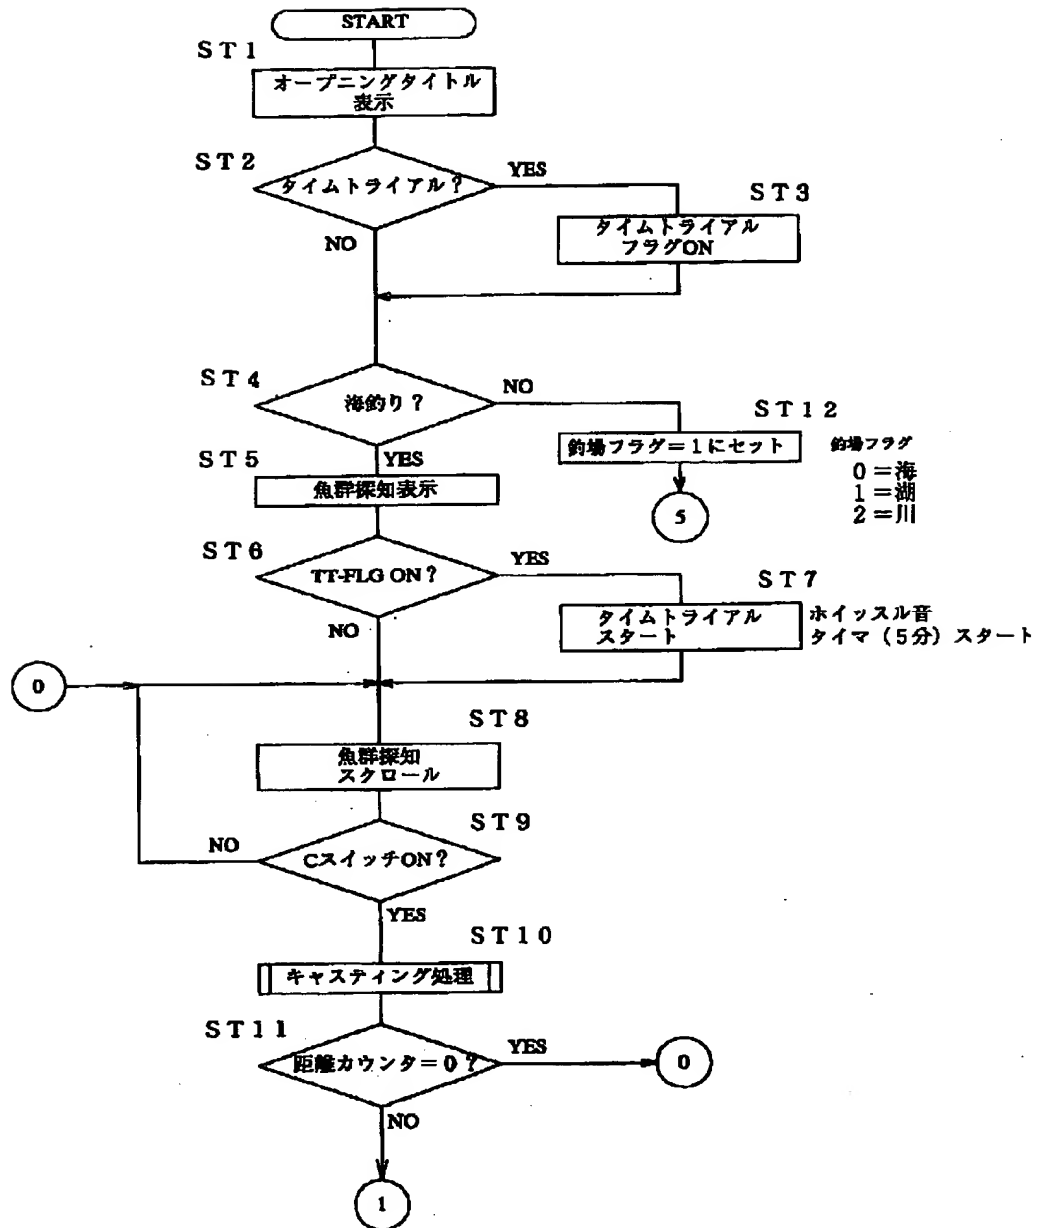 START
ST1
オープニングタイトル
表示
ST2
タイムトライアル?
YES
NO
ST3
タイムトライアル
フラグON
ST4
海釣り?
NO
YES
ST12
釣場フラグ=1にセット
釣場フラグ
0=海
1=湖
2=川
5
ST5
魚群探知表示
ST6
TT-FLG ON?
YES
NO
ST7
タイムトライアル
スタート
ホイッスル音
タイマ(5分)スタート
0
ST8
魚群探知
スクロール
ST9
CスイッチON?
NO
YES
ST10
キャスティング処理
ST11
距離カウンタ=0?
YES
0
NO
1